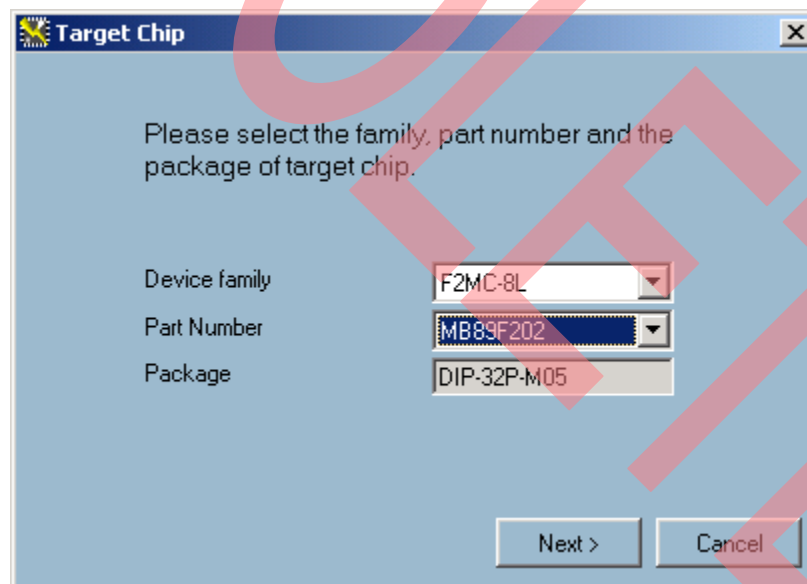 Target Chip
Please select the family, part number and the
package of target chip.
Device family
F2MC-8L
Part Number
MB89F202
Package
DIP-32P-M05
Next >
Cancel